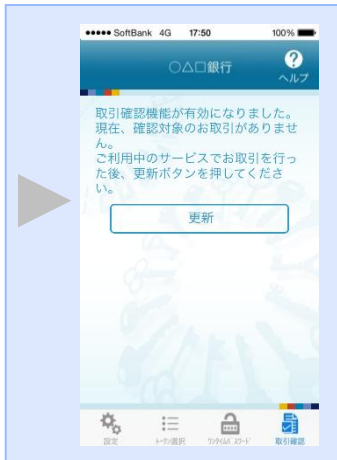 SoftBank 4G 17:50 100%
○△□銀行
?
ヘルプ
取引確認機能が有効になりました。
現在、確認対象のお取引がありませ
ん。
ご利用中のサービスでお取引を行っ
た後、更新ボタンを押してくださ
い。
更新
設定 ﾄｰｸﾝ選択 ﾜﾝﾀｲﾑﾊﾟｽﾜｰﾄﾞ 取引確認